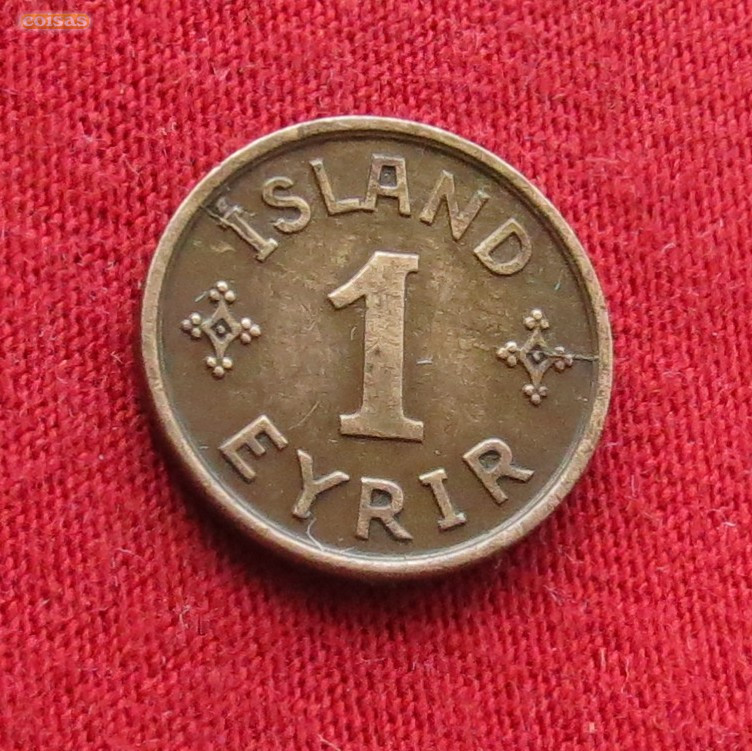 coisas
ÍSLAND
1
EYRIR